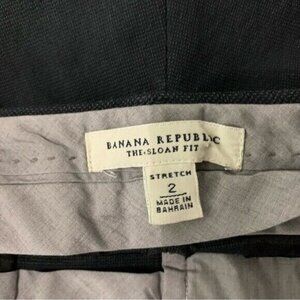 BANANA REPUBLIC
THE·SLOAN FIT
STRETCH
2
MADE IN
BAHRAIN